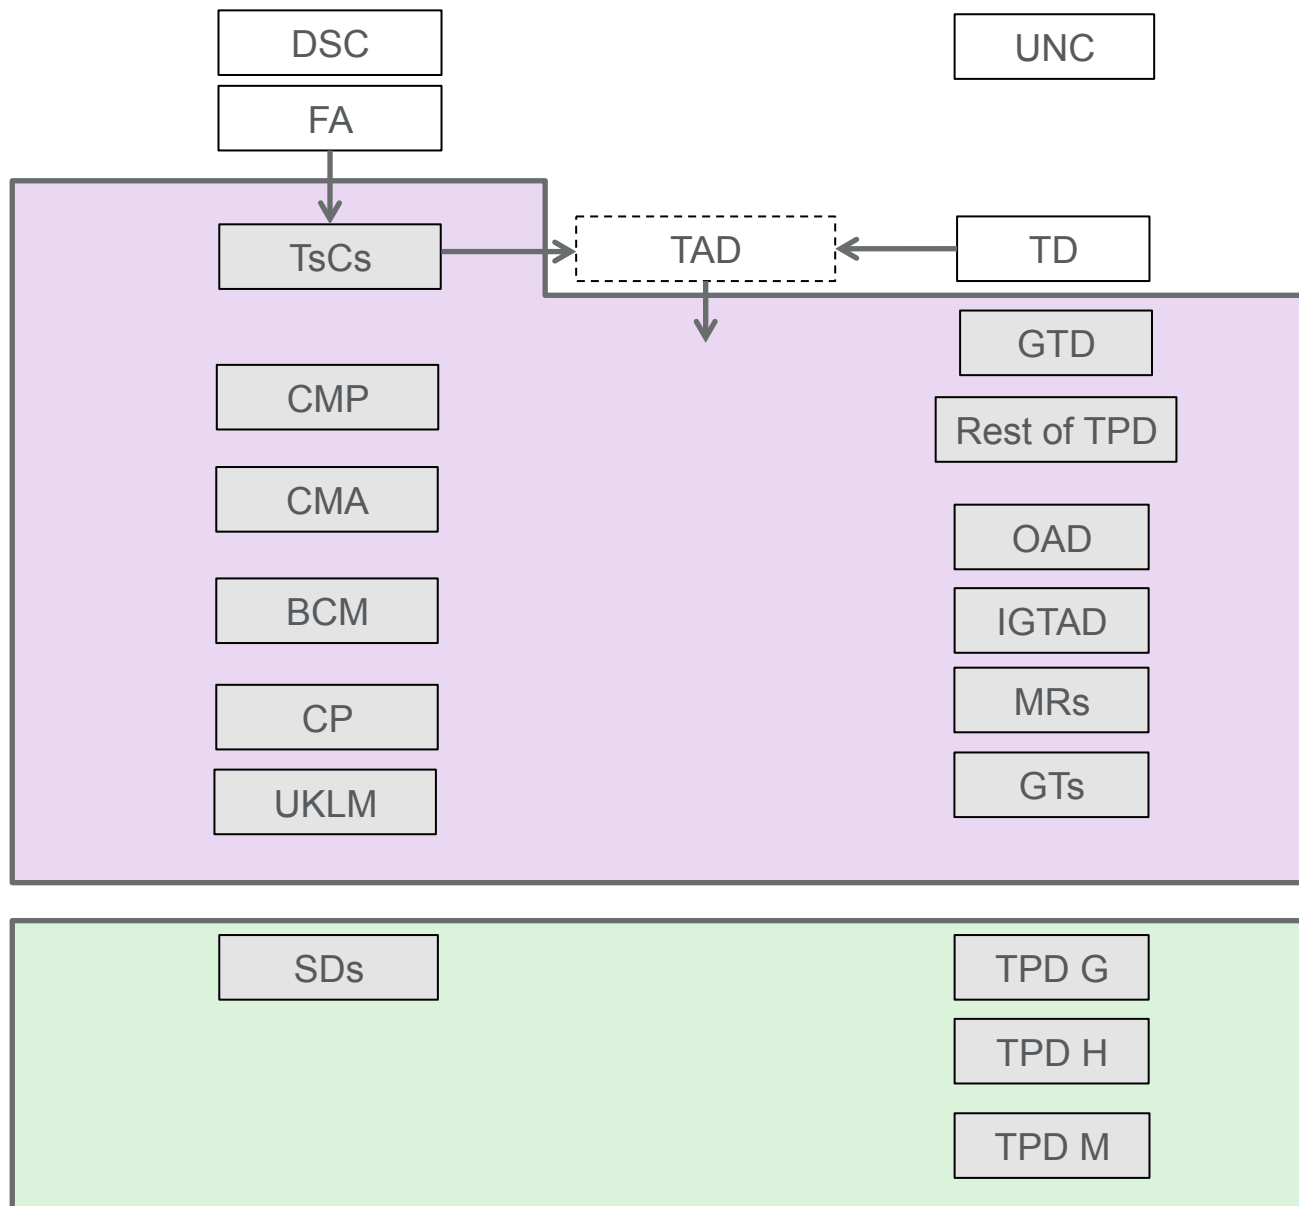 DSC
UNC
FA
TsCs
TAD
TD
GTD
CMP
Rest of TPD
CMA
OAD
BCM
IGTAD
CP
MRs
UKLM
GTs
SDs
TPD G
TPD H
TPD M